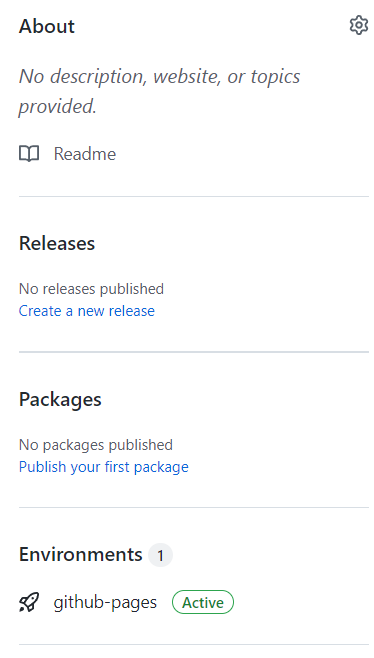 About
No description, website, or topics
provided.
Readme
Releases
No releases published
Create a new release
Packages
No packages published
Publish your first package
Environments 1
github-pages Active